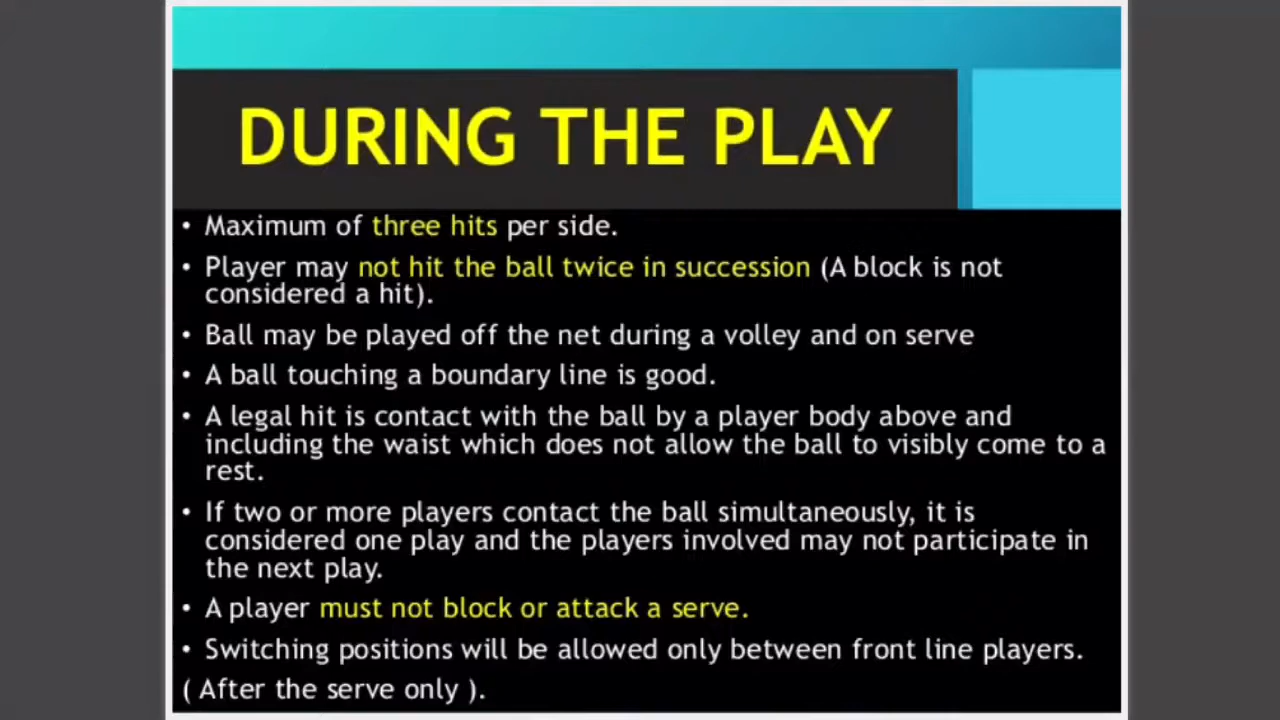 DURING THE PLAY
• Maximum of three hits per side.
• Player may not hit the ball twice in succession (A block is not
considered a hit).
• Ball may be played off the net during a volley and on serve
• A ball touching a boundary line is good.
• A legal hit is contact with the ball by a player body above and
including the waist which does not allow the ball to visibly come to a
rest.
• If two or more players contact the ball simultaneously, it is
considered one play and the players involved may not participate in
the next play.
• A player must not block or attack a serve.
• Switching positions will be allowed only between front line players.
( After the serve only ).